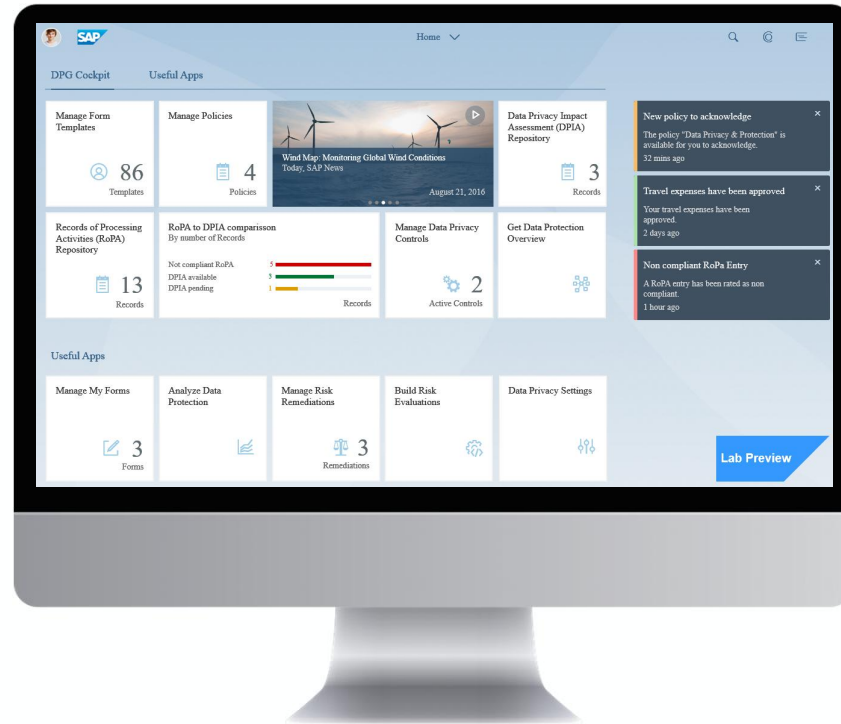 SAP
Home
DPG Cockpit
Useful Apps
Manage Form
Templates
86
Templates
Manage Policies
4
Policies
Wind Map: Monitoring Global Wind Conditions
Today, SAP News
August 21, 2016
Data Privacy Impact
Assessment (DPIA)
Repository
3
Records
Records of Processing
Activities (RoPA)
Repository
13
Records
RoPA to DPIA comparisson
By number of Records
Not compliant RoPA 5
DPIA available 3
DPIA pending 1
Records
Manage Data Privacy
Controls
2
Active Controls
Get Data Protection
Overview
New policy to acknowledge
The policy "Data Privacy & Protection" is
available for you to acknowledge.
32 mins ago
Travel expenses have been approved
Your travel expenses have been
approved.
2 days ago
Non compliant RoPa Entry
A RoPA entry has been rated as non
compliant.
1 hour ago
Useful Apps
Manage My Forms
3
Forms
Analyze Data
Protection
Manage Risk
Remediations
3
Remediations
Build Risk
Evaluations
Data Privacy Settings
Lab Preview